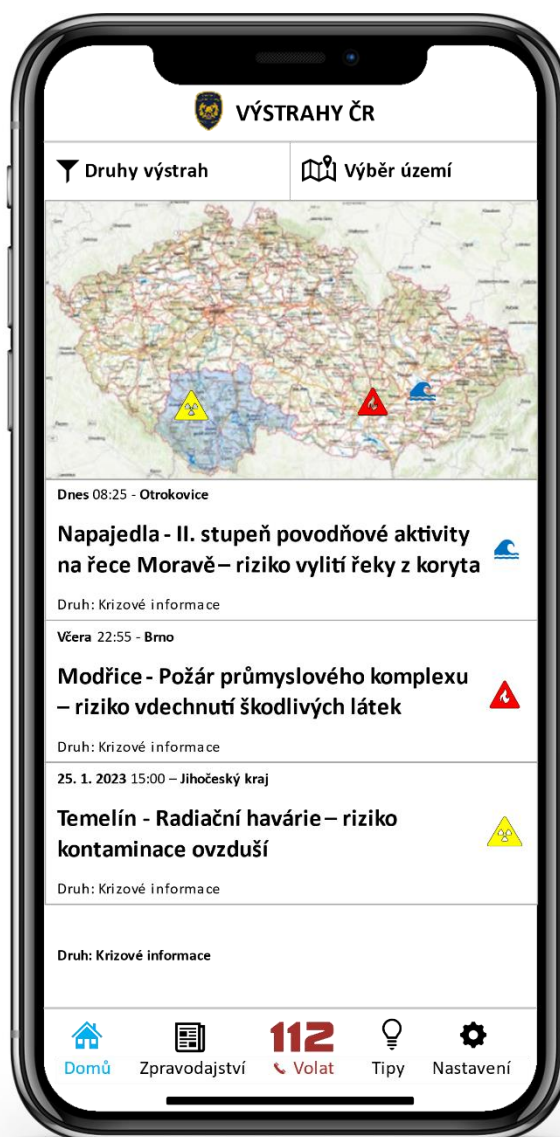 VÝSTRAHY ČR
Druhy výstrah
Výběr území
Dnes 08:25 - Otrokovice
Napajedla - II. stupeň povodňové aktivity
na řece Moravě – riziko vylití řeky z koryta
Druh: Krizové informace
Včera 22:55 - Brno
Modřice - Požár průmyslového komplexu
– riziko vdechnutí škodlivých látek
Druh: Krizové informace
25. 1. 2023 15:00 – Jihočeský kraj
Temelín - Radiační havárie – riziko
kontaminace ovzduší
Druh: Krizové informace
Druh: Krizové informace
112
Domů Zpravodajství Volat Tipy Nastavení